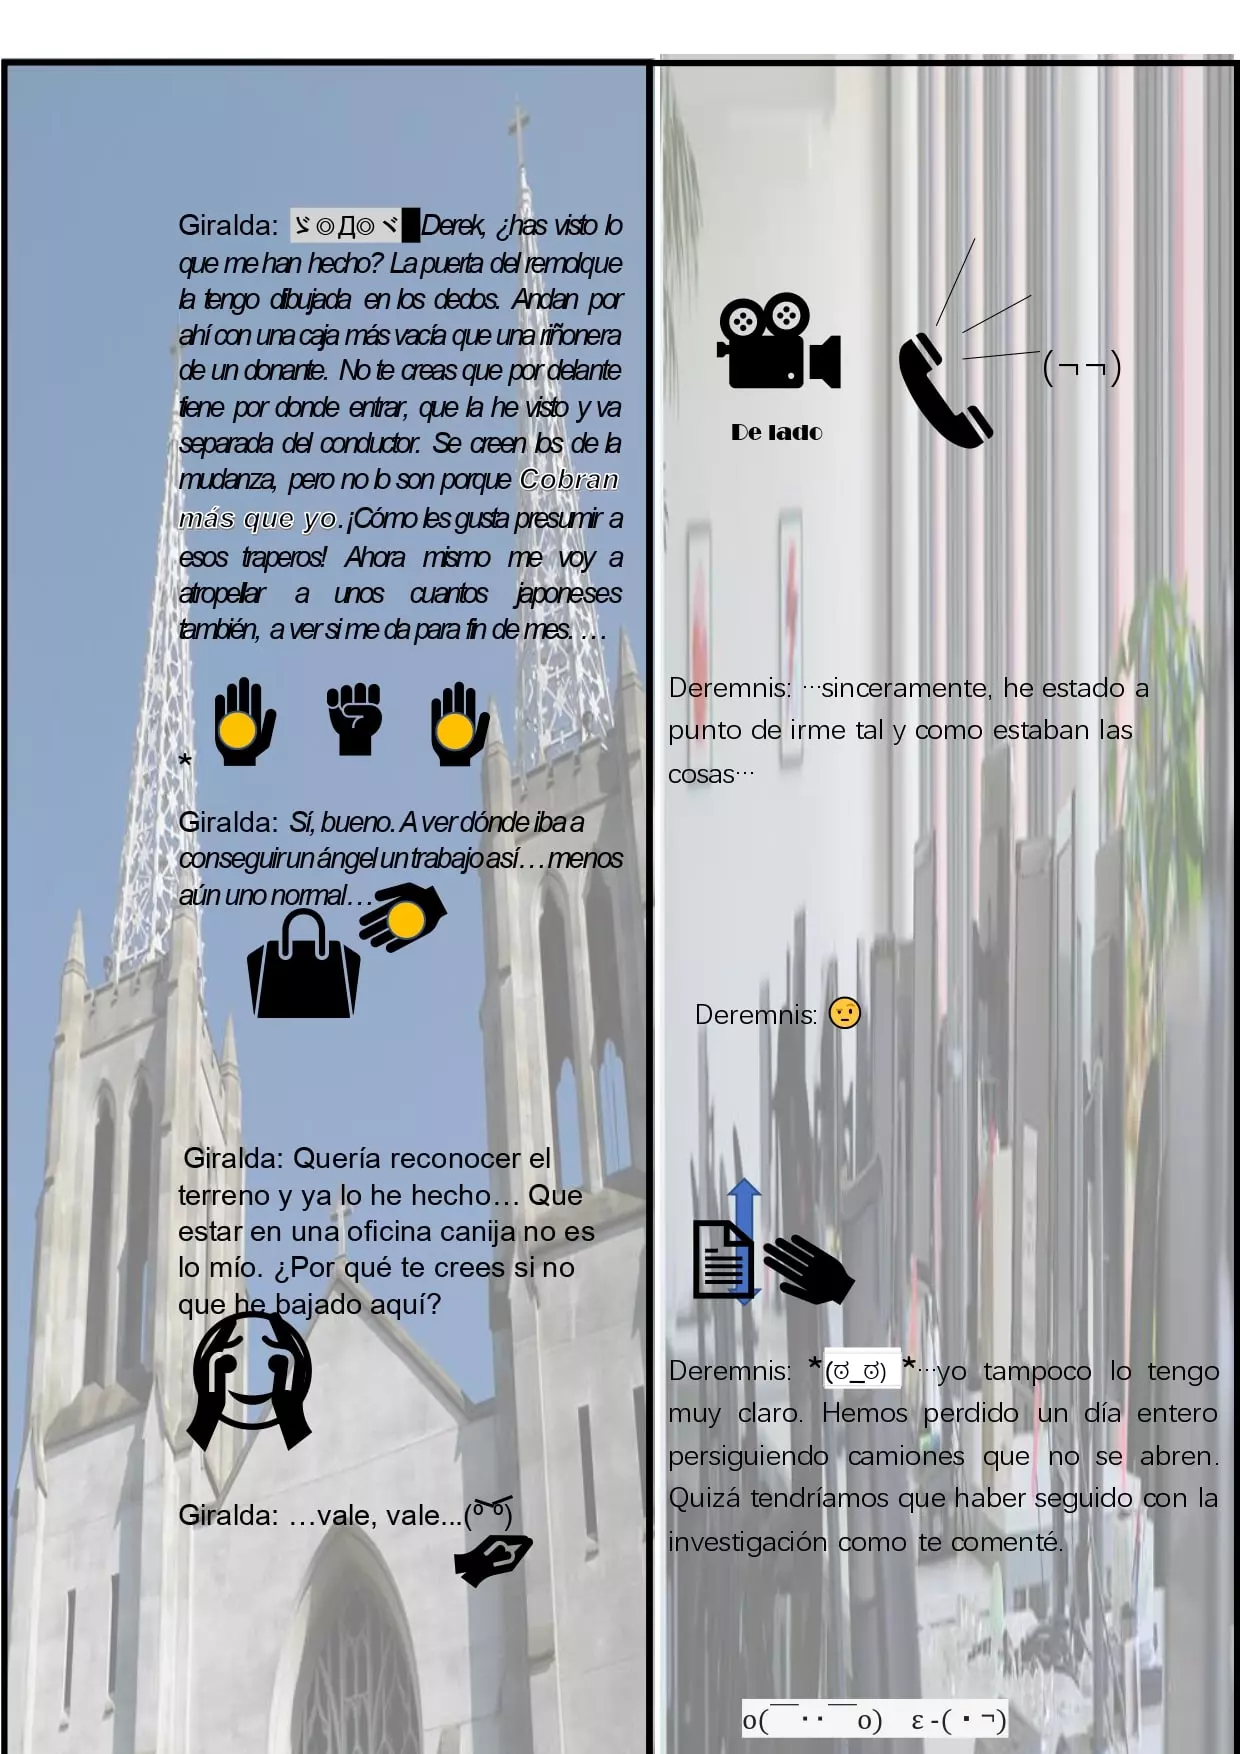 Giralda: ⊙Д⊙ Derek, ¿has visto lo
que me han hecho? La puerta del remolque
la tengo dibujada en los dedos. Andan por
ahí con una caja más vacía que una riñonera
de un donante. No te creas que por delante
tiene por donde entrar, que la he visto y va
separada del conductor. Se creen los de la
mudanza, pero no lo son porque Cobran
más que yo. ¡Cómo les gusta presumir a
esos traperos! Ahora mismo me voy a
atropellar a unos cuantos japoneses
también, a ver si me da para fin de mes. …
*
Giralda: Sí, bueno. A ver dónde iba a
conseguir un ángel un trabajo así… menos
aún uno normal…
Giralda: Quería reconocer el
terreno y ya lo he hecho… Que
estar en una oficina canija no es
lo mío. ¿Por qué te crees si no
que he bajado aquí?
Giralda: …vale, vale...(º º)
(¬¬)
De lado
Deremnis: …sinceramente, he estado a
punto de irme tal y como estaban las
cosas…
Deremnis: 🤨
Deremnis: *(ಠ_ಠ) *…yo tampoco lo tengo
muy claro. Hemos perdido un día entero
persiguiendo camiones que no se abren.
Quizá tendríamos que haber seguido con la
investigación como te comenté.
o(￣··￣o) ε-(·¬)